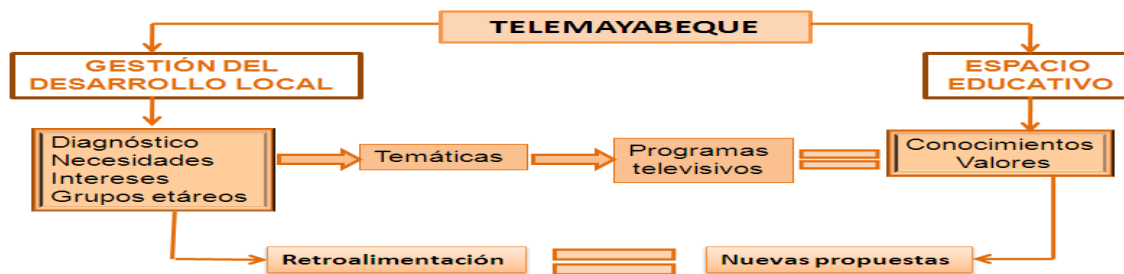 TELEMAYABEQUE
GESTIÓN DEL
DESARROLLO LOCAL
ESPACIO
EDUCATIVO
Diagnóstico
Necesidades
Intereses
Grupos etáreos
Temáticas
Programas
televisivos
Conocimientos
Valores
Retroalimentación
Nuevas propuestas